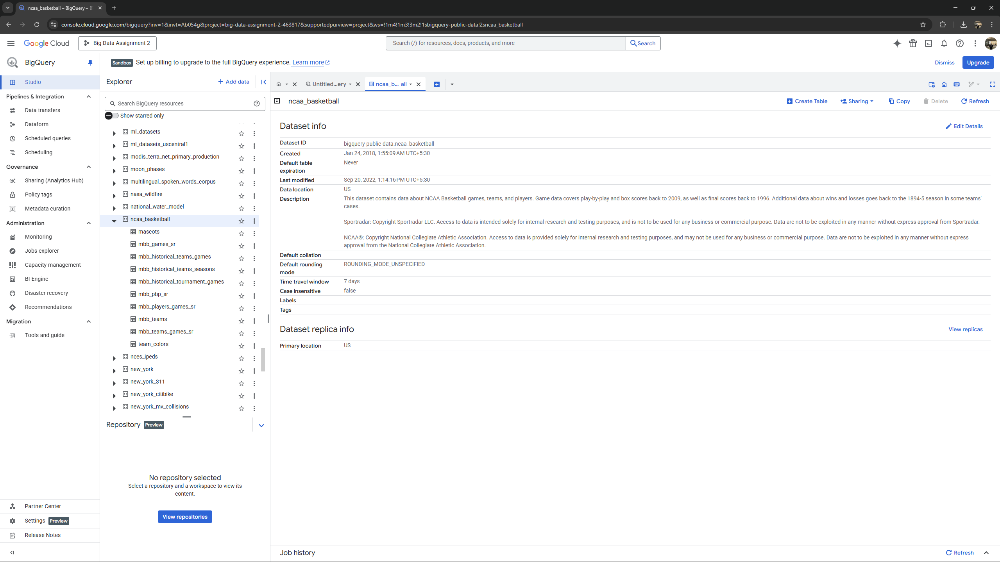 ncaa_basketball – BigQuery – B
console.cloud.google.com/bigquery?inv=1&invt=Ab054g&project=big-data-assignment-2-463817&supportedpurview=project&ws=!1m4!1m3!3m2!1sbigquery-public-data!2sncaa_basketball
Google Cloud
Big Data Assignment 2
Search (/) for resources, docs, products, and more
Search
BigQuery
Sandbox Set up billing to upgrade to the full BigQuery experience. Learn more
Dismiss
Upgrade
Studio
Pipelines & Integration
Data transfers
Dataform
Scheduled queries
Scheduling
Governance
Sharing (Analytics Hub)
Policy tags
Metadata curation
Administration
Monitoring
Jobs explorer
Capacity management
BI Engine
Disaster recovery
Recommendations
Migration
Tools and guide
Partner Center
Settings Preview
Release Notes
Explorer
+ Add data
Search BigQuery resources
Show starred only
ml_datasets
ml_datasets_uscentral1
modis_terra_net_primary_production
moon_phases
multilingual_spoken_words_corpus
nasa_wildfire
national_water_model
ncaa_basketball
mascots
mbb_games_sr
mbb_historical_teams_games
mbb_historical_teams_seasons
mbb_historical_tournament_games
mbb_pbp_sr
mbb_players_games_sr
mbb_teams
mbb_teams_games_sr
team_colors
nces_ipeds
new_york
new_york_311
new_york_citibike
new_york_mv_collisions
Repository Preview
No repository selected
Select a repository and a workspace to view its
content.
View repositories
Untitled...ery
ncaa_b... all
ncaa_basketball
Create Table
Sharing
Copy
Delete
Refresh
Dataset info
Edit Details
Dataset ID bigquery-public-data.ncaa_basketball
Created Jan 24, 2018, 1:55:09 AM UTC+5:30
Default table expiration Never
Last modified Sep 20, 2022, 1:14:16 PM UTC+5:30
Data location US
Description This dataset contains data about NCAA Basketball games, teams, and players. Game data covers play-by-play and box scores back to 2009, as well as final scores back to 1996. Additional data about wins and losses goes back to the 1894-5 season in some teams'
cases.
Sportradar: Copyright Sportradar LLC. Access to data is intended solely for internal research and testing purposes, and is not to be used for any business or commercial purpose. Data are not to be exploited in any manner without express approval from Sportradar.
NCAA®: Copyright National Collegiate Athletic Association. Access to data is provided solely for internal research and testing purposes, and may not be used for any business or commercial purpose. Data are not to be exploited in any manner without express
approval from the National Collegiate Athletic Association.
Default collation
Default rounding mode ROUNDING_MODE_UNSPECIFIED
Time travel window 7 days
Case insensitive false
Labels
Tags
Dataset replica info
View replicas
Primary location US
Job history
Refresh